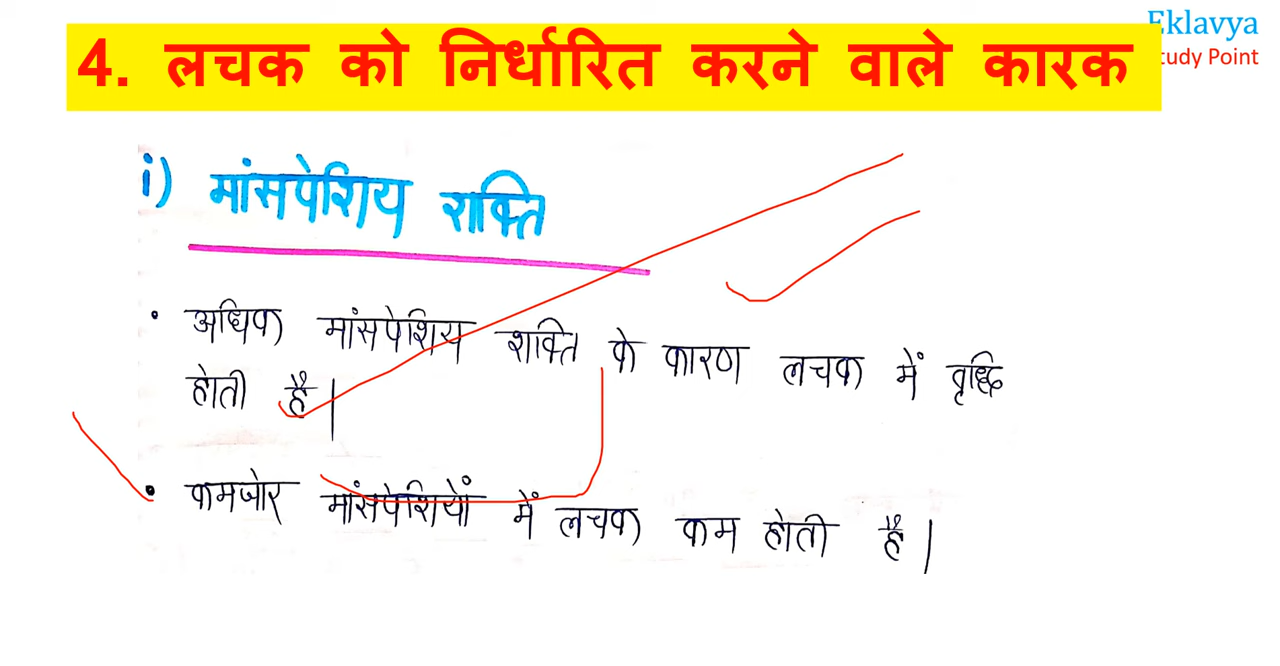 Eklavya
Study Point
4. लचक को निर्धारित करने वाले कारक
i) मांसपेशिय शक्ति
• अधिक मांसपेशिय शक्ति के कारण लचक में वृद्धि
होती है।
• कमजोर मांसपेशियों में लचक कम होती है।